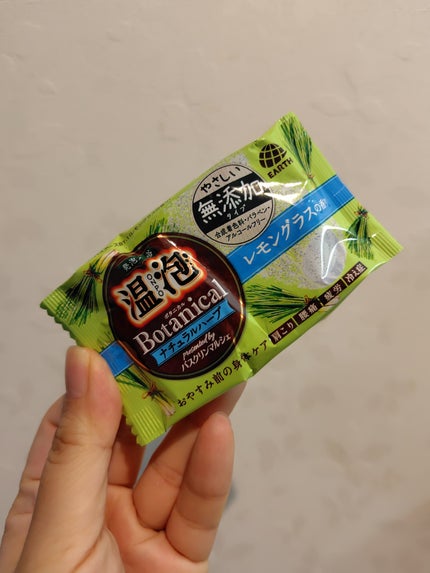 やさしい
無添加
タイプ
合成着色料・パラベン・
アルコールフリー
EARTH
レモングラスの香り
温泡
ONPO
ボタニカル
Botanical
ナチュラルハーブ
Presented by
バスクリンマルシェ
おやすみ前の身体ケア
肩こり 腰痛 疲労 冷え症